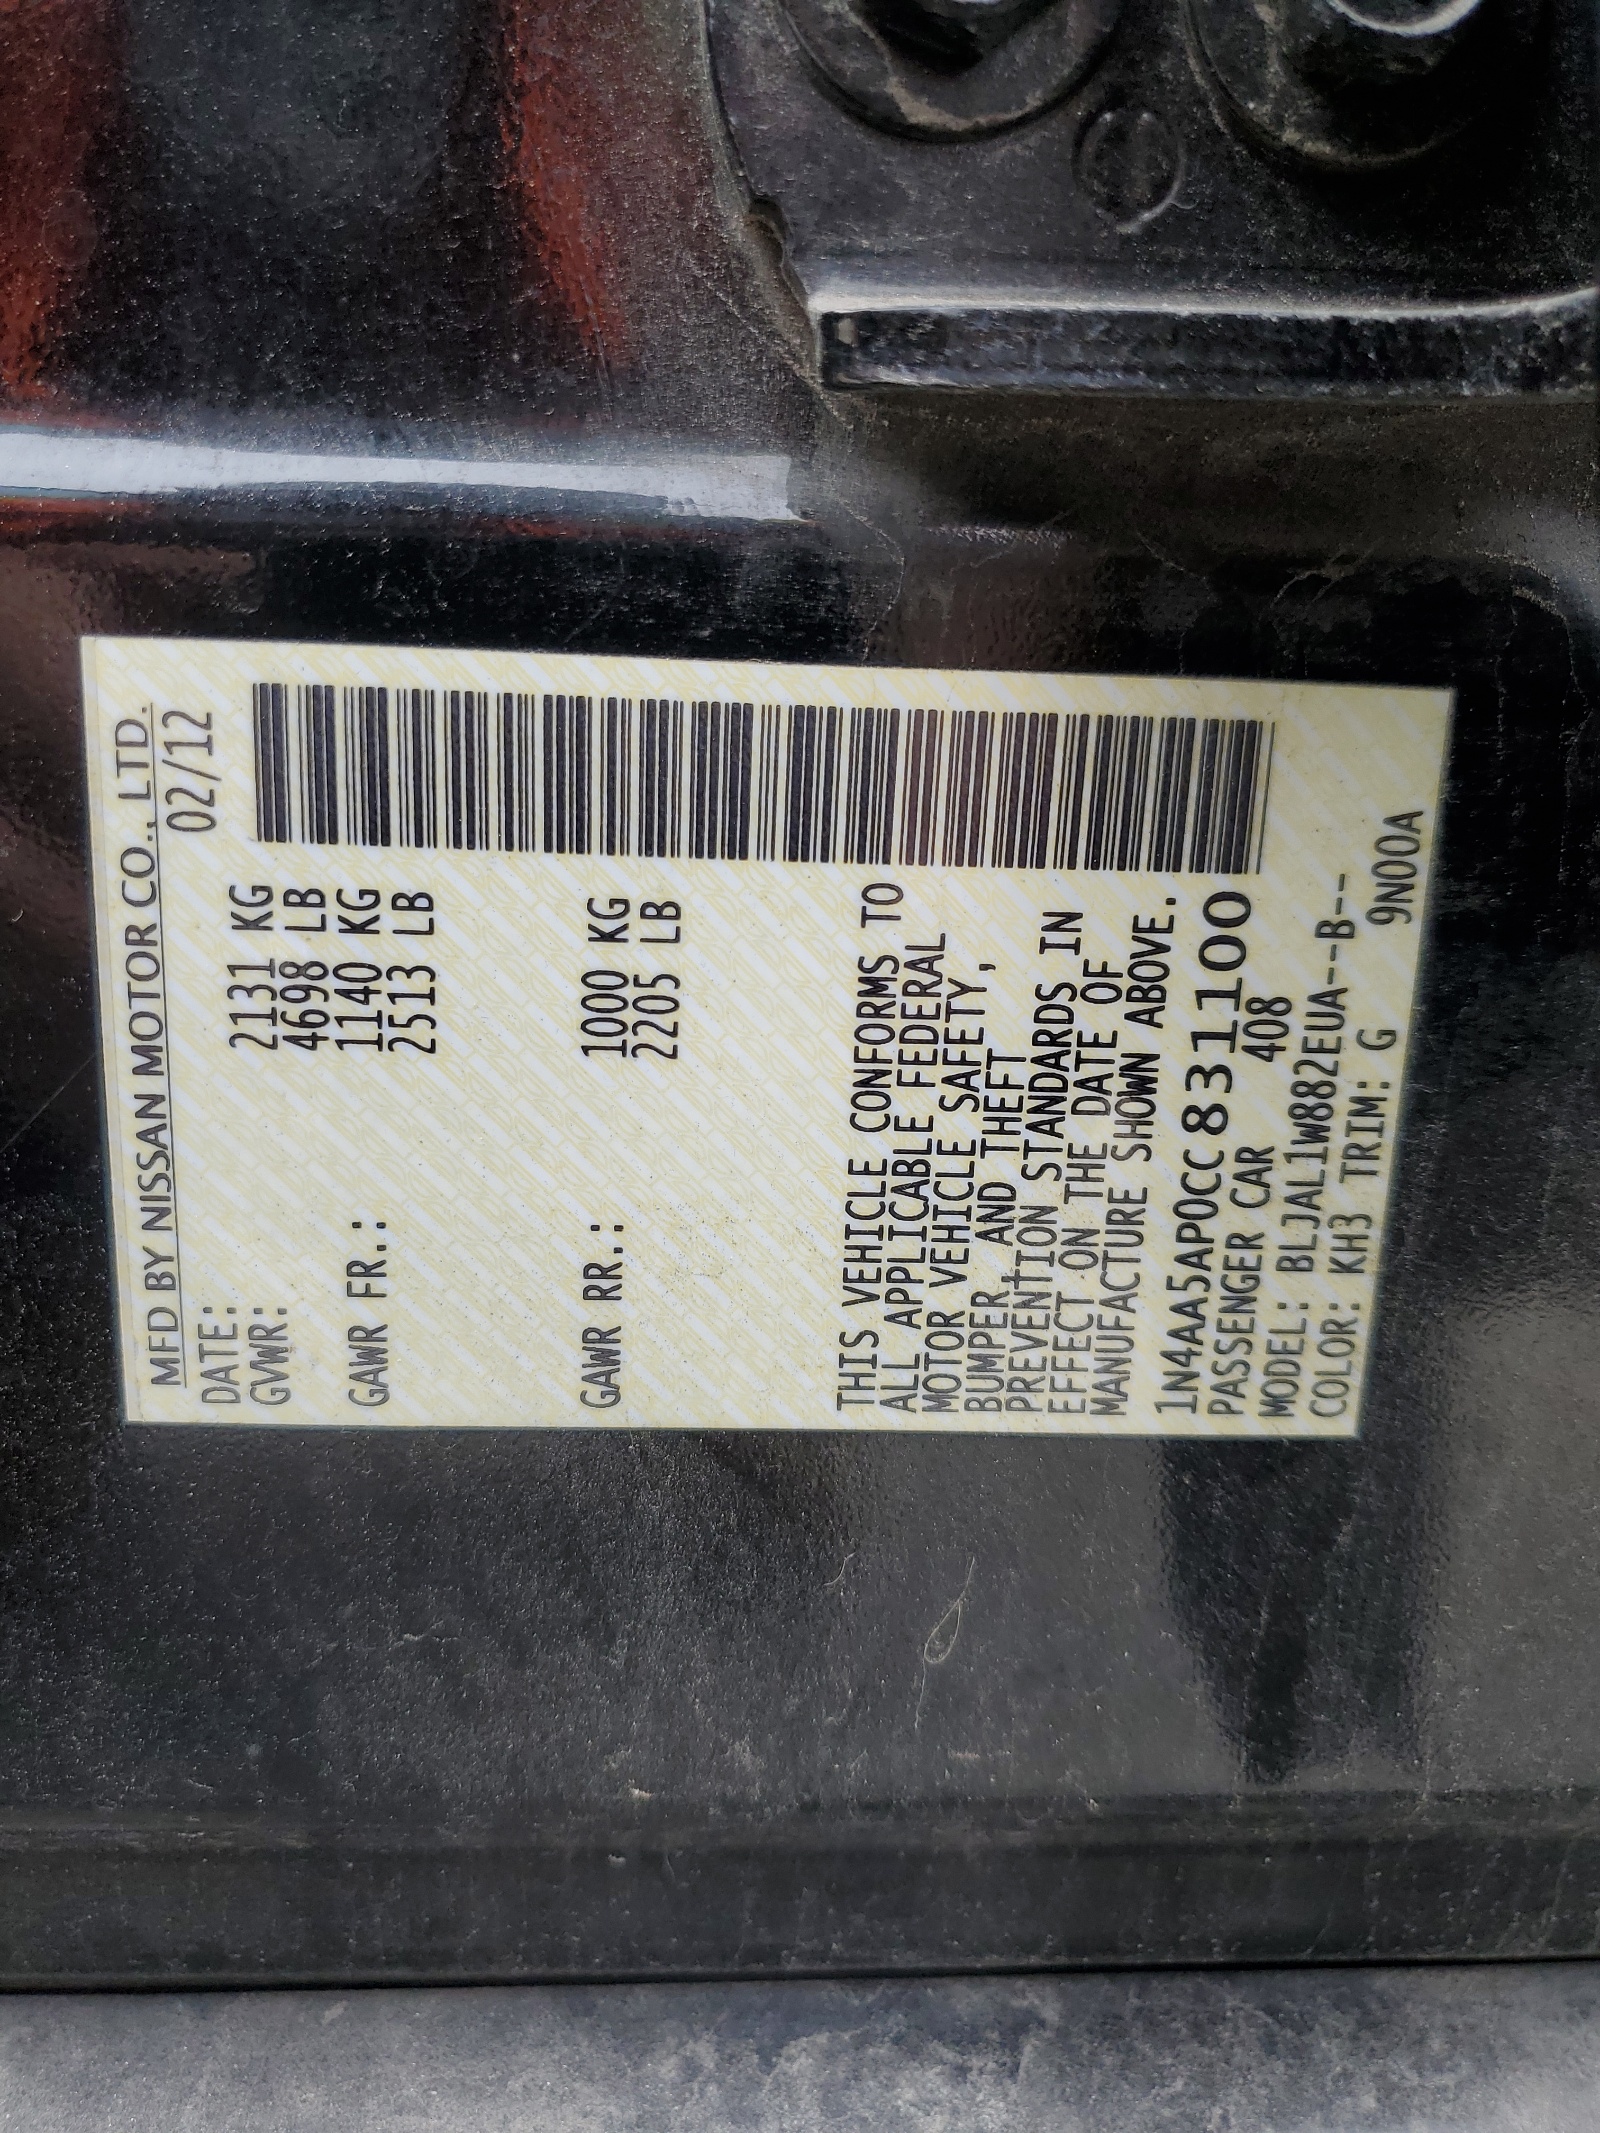 MFD BY NISSAN MOTOR CO., LTD.
DATE: 02/12
GVWR: 2131 KG
4698 LB
GAWR FR.: 1140 KG
2513 LB
GAWR RR.: 1000 KG
2205 LB
THIS VEHICLE CONFORMS TO
ALL APPLICABLE FEDERAL
MOTOR VEHICLE SAFETY,
BUMPER, AND THEFT
PREVENTION STANDARDS IN
EFFECT ON THE DATE OF
MANUFACTURE SHOWN ABOVE.
1N4AA5AP0CC831100
PASSENGER CAR 408
MODEL: BLJAL1W882EUA--B--
COLOR: KH3 TRIM: G 9N00A